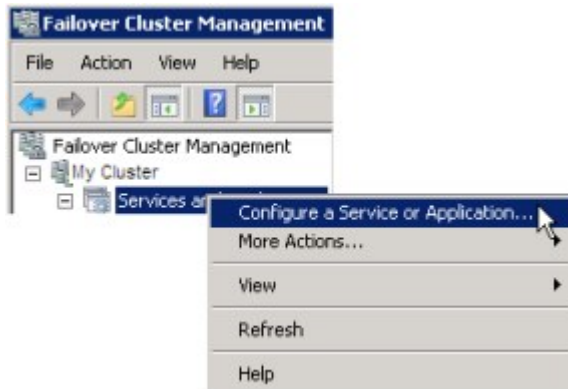 Failover Cluster Management
File Action View Help
Failover Cluster Management
My Cluster
Services
Configure a Service or Application...
More Actions...
View
Refresh
Help